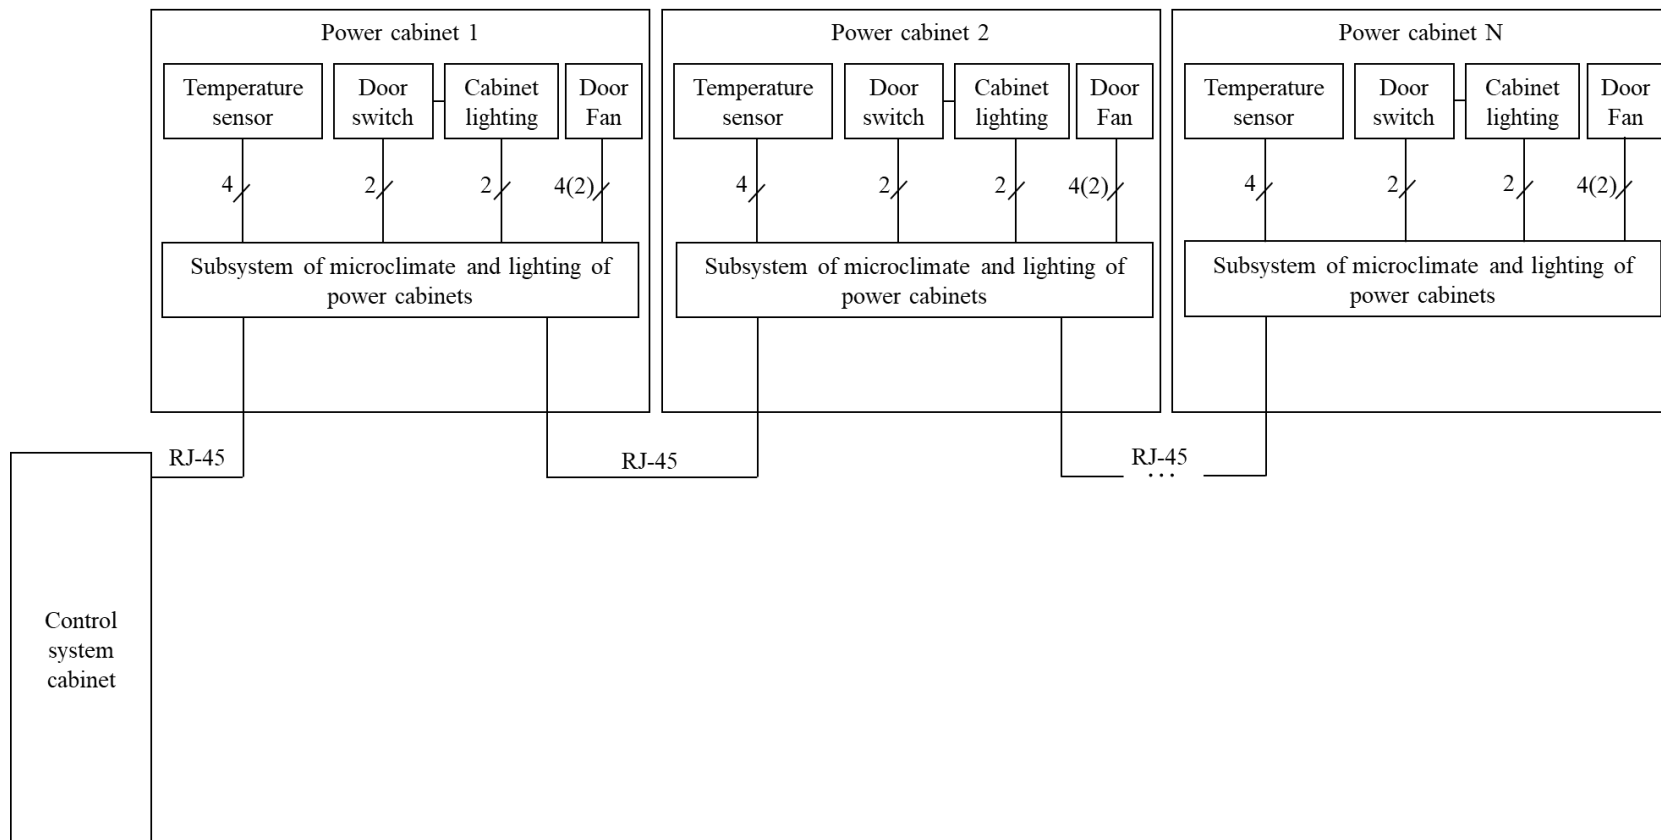 Power cabinet 1
Temperature
sensor
Door
switch
Cabinet
lighting
Door
Fan
4
2
2
4(2)
Subsystem of microclimate and lighting of
power cabinets
Power cabinet 2
Temperature
sensor
Door
switch
Cabinet
lighting
Door
Fan
4
2
2
4(2)
Subsystem of microclimate and lighting of
power cabinets
Power cabinet N
Temperature
sensor
Door
switch
Cabinet
lighting
Door
Fan
4
2
2
4(2)
Subsystem of microclimate and lighting of
power cabinets
RJ-45
RJ-45
RJ-45
...
Control
system
cabinet